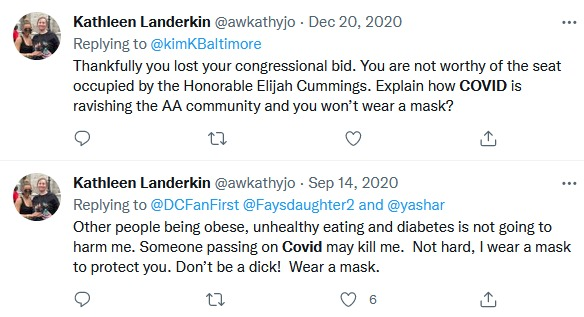 Kathleen Landerkin @awkathyjo · Dec 20, 2020
Replying to @kimKBaltimore
Thankfully you lost your congressional bid. You are not worthy of the seat
occupied by the Honorable Elijah Cummings. Explain how COVID is
ravishing the AA community and you won't wear a mask?
Kathleen Landerkin @awkathyjo · Sep 14, 2020
Replying to @DCFanFirst @Faysdaughter2 and @yashar
Other people being obese, unhealthy eating and diabetes is not going to
harm me. Someone passing on Covid may kill me.  Not hard, I wear a mask
to protect you. Don't be a dick!  Wear a mask.
6